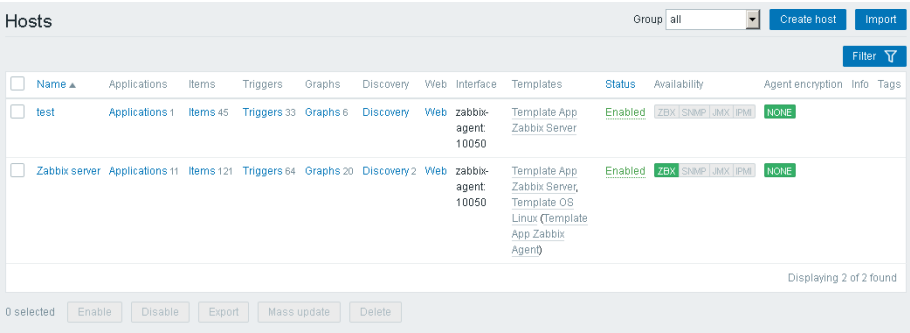 Hosts Group all Create host Import
Filter
Name Applications Items Triggers Graphs Discovery Web Interface Templates Status Availability Agent encryption Info Tags
test Applications 1 Items 45 Triggers 33 Graphs 6 Discovery Web zabbix- Template App Enabled ZBX SNMP JMX IPMI NONE
agent: Zabbix Server
10050
Zabbix server Applications 11 Items 121 Triggers 64 Graphs 20 Discovery 2 Web zabbix- Template App Enabled ZBX SNMP JMX IPMI NONE
agent: Zabbix Server,
10050 Template OS
Linux (Template
App Zabbix
Agent)
Displaying 2 of 2 found
0 selected Enable Disable Export Mass update Delete